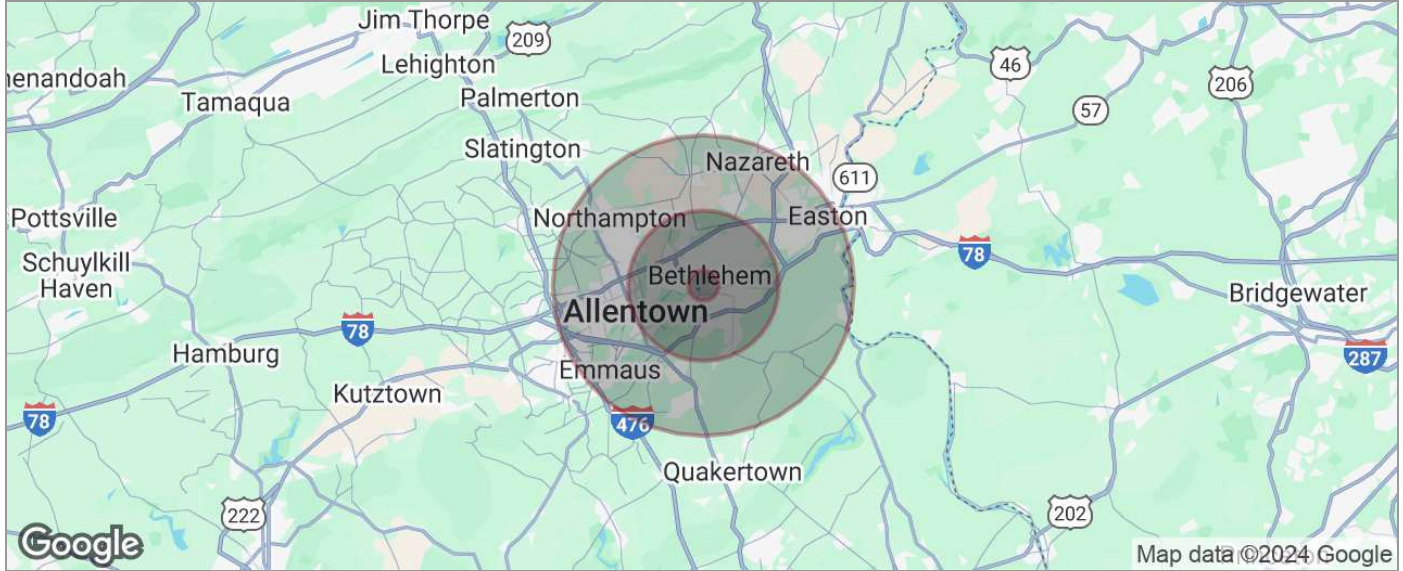 Jim Thorpe
209
Lehighton
46
206
henandoah
Tamaqua
Palmerton
57
Slatington
Nazareth
611
Pottsville
Northampton
Easton
78
Schuylkill
Haven
Bethlehem
Bridgewater
Allentown
78
287
Hamburg
Emmaus
Kutztown
78
476
Quakertown
222
202
Google
Map data ©2024 Google